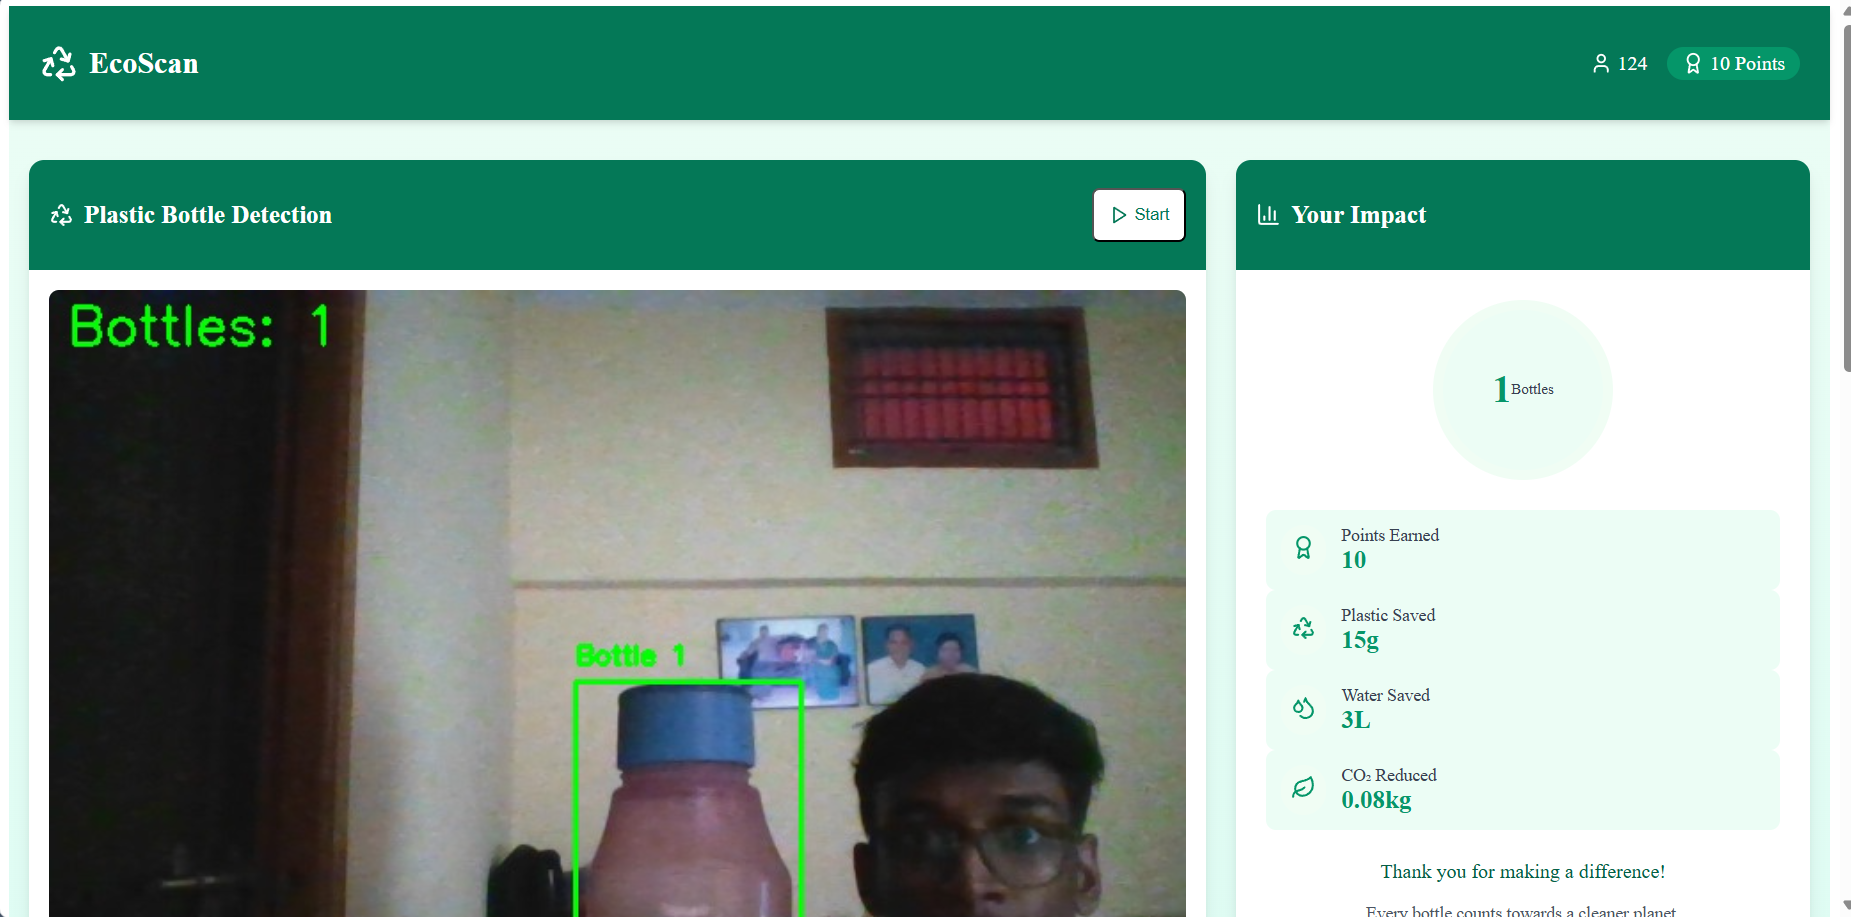 EcoScan
124
10 Points
Plastic Bottle Detection
Start
Your Impact
Bottles: 1
Bottle 1
1 Bottles
Points Earned
10
Plastic Saved
15g
Water Saved
3L
CO₂ Reduced
0.08kg
Thank you for making a difference!
Every bottle counts towards a cleaner planet